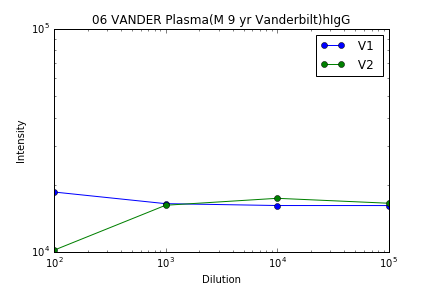 06 VANDER Plasma(M 9 yr Vanderbilt)hIgG
10^5
V1
V2
Intensity
10^4
10^2
10^3
10^4
10^5
Dilution